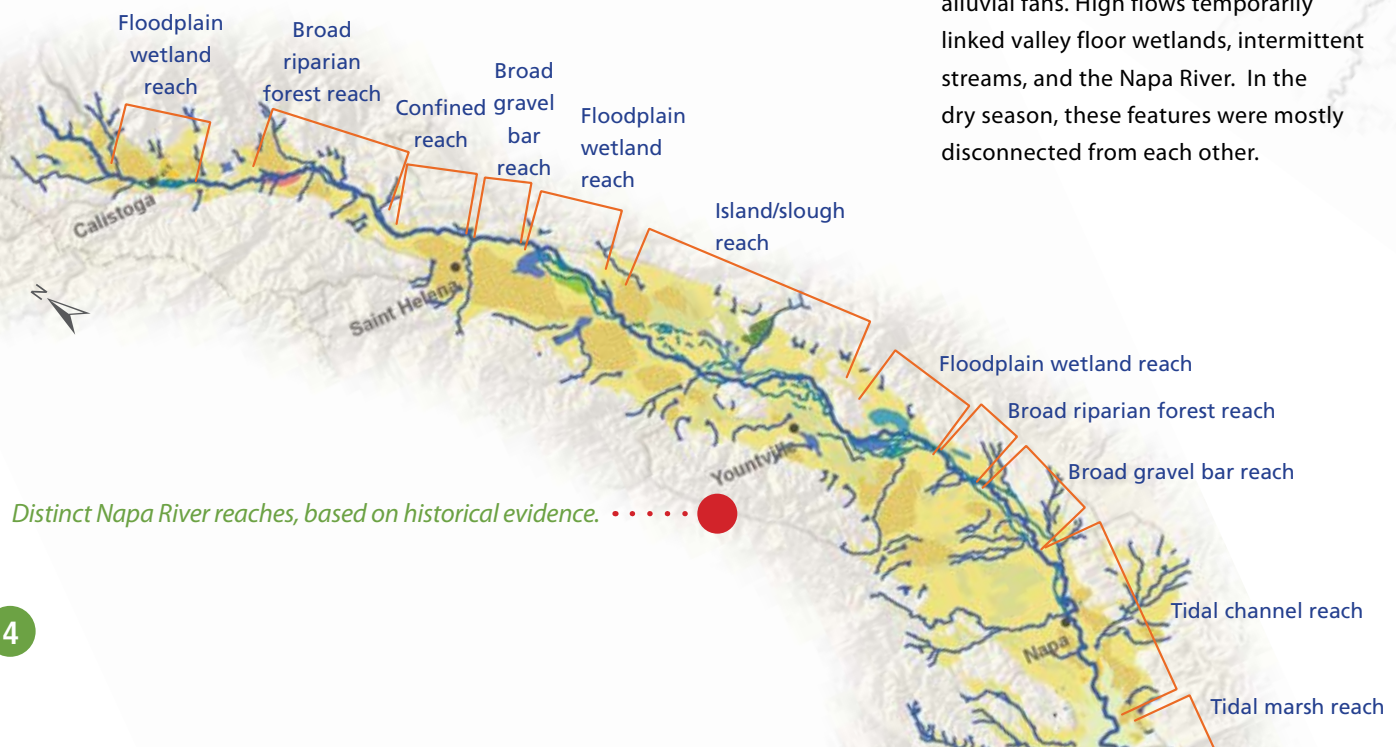 alluvial fans. High flows temporarily
linked valley floor wetlands, intermittent
streams, and the Napa River. In the
dry season, these features were mostly
disconnected from each other.
Floodplain
wetland
reach
Broad
riparian
forest reach
Confined
reach
Broad
gravel
bar
reach
Floodplain
wetland
reach
Island/slough
reach
Calistoga
N
Saint Helena
Floodplain wetland reach
Broad riparian forest reach
Yountville
Broad gravel bar reach
Distinct Napa River reaches, based on historical evidence.
Tidal channel reach
4
Napa
Tidal marsh reach